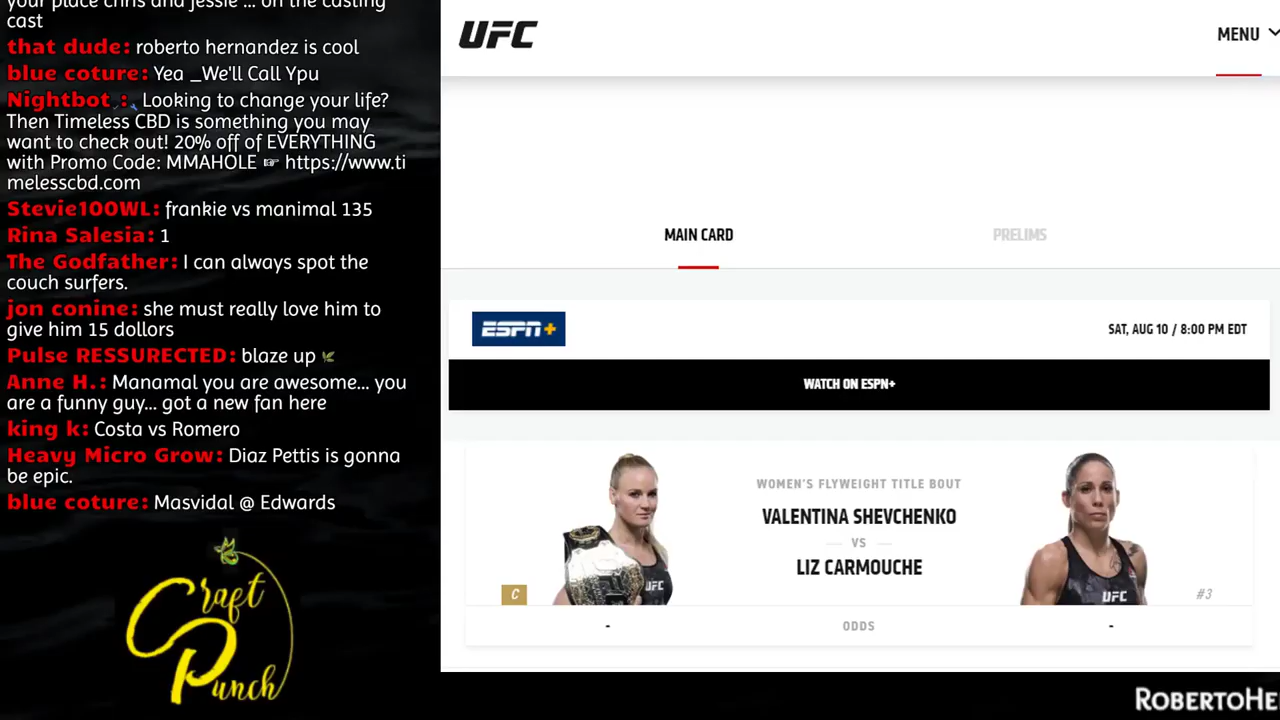 your place chris and jessie ... on the casting
cast
that dude: roberto hernandez is cool
blue coture: Yea _We'll Call Ypu
Nightbot : Looking to change your life?
Then Timeless CBD is something you may
want to check out! 20% off of EVERYTHING
with Promo Code: MMAHOLE ☞ https://www.ti
melesscbd.com
Stevie100WL: frankie vs manimal 135
Rina Salesia: 1
The Godfather: I can always spot the
couch surfers.
jon conine: she must really love him to
give him 15 dollors
Pulse RESSURECTED: blaze up
Anne H.: Manamal you are awesome... you
are a funny guy... got a new fan here
king k: Costa vs Romero
Heavy Micro Grow: Diaz Pettis is gonna
be epic.
blue coture: Masvidal @ Edwards
Craft
Punch
UFC
MENU
MAIN CARD
PRELIMS
ESPN+
SAT, AUG 10 / 8:00 PM EDT
WATCH ON ESPN+
WOMEN'S FLYWEIGHT TITLE BOUT
VALENTINA SHEVCHENKO
VS
LIZ CARMOUCHE
C
UFC
UFC
#3
-
ODDS
-
ROBERTOHE